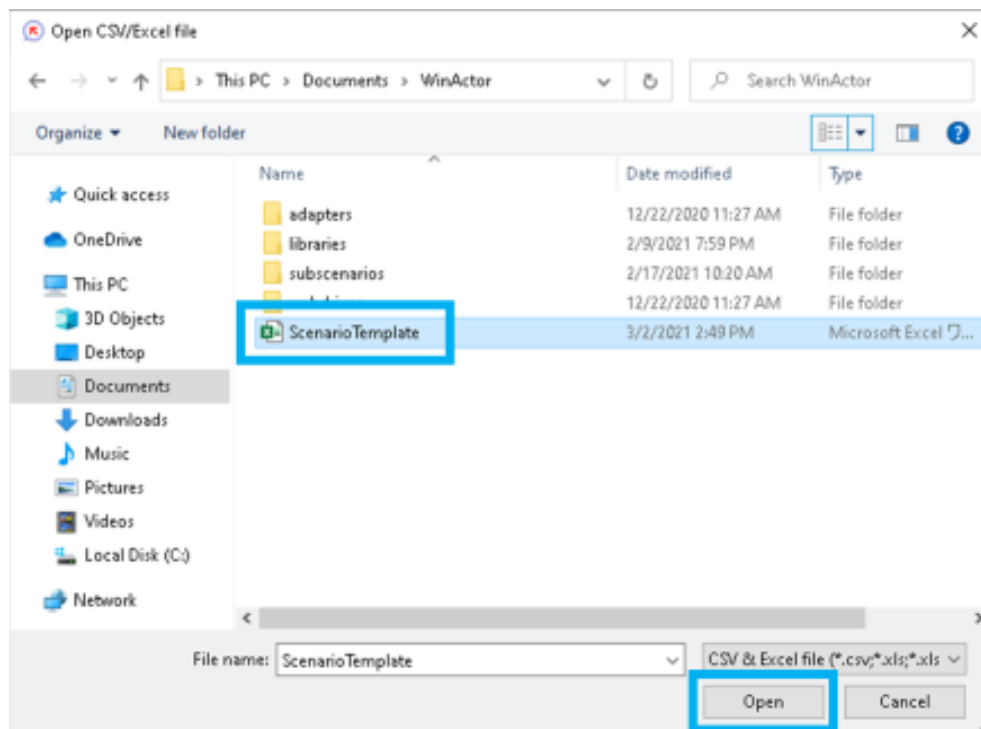 Open CSV/Excel file
This PC > Documents > WinActor
Search WinActor
Organize
New folder
Name
Date modified
Type
Quick access
OneDrive
This PC
3D Objects
Desktop
Documents
Downloads
Music
Pictures
Videos
Local Disk (C:)
Network
adapters 12/22/2020 11:27 AM File folder
libraries 2/9/2021 7:59 PM File folder
subscenarios 2/17/2021 10:20 AM File folder
12/22/2020 11:27 AM File folder
ScenarioTemplate 3/2/2021 2:49 PM Microsoft Excel ワ...
File name: ScenarioTemplate
CSV & Excel file (*.csv;*.xls;*.xls
Open
Cancel